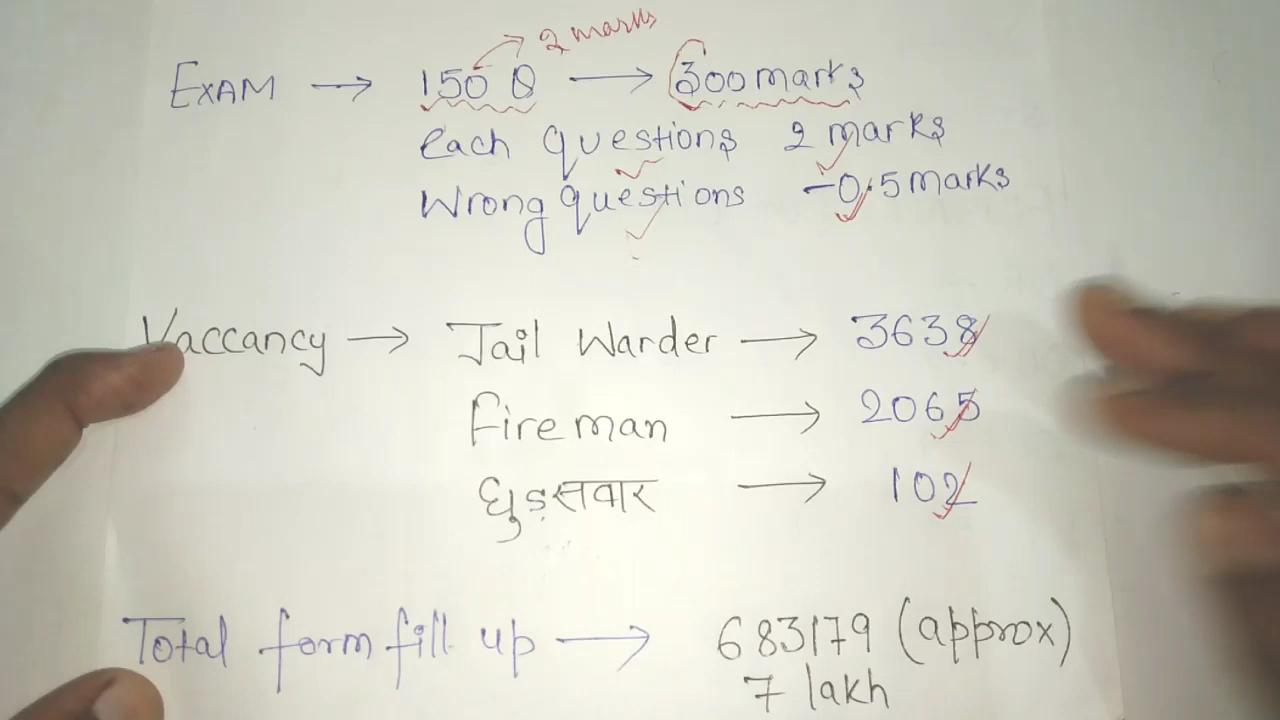 2 marks
EXAM → 150 Q → 300 marks
Each questions 2 marks
Wrong questions -0.5 marks
Vaccancy → Jail Warder → 3638
Fireman → 2065
घुड़सवार → 102
Total form fill up → 683179 (approx)
7 lakh